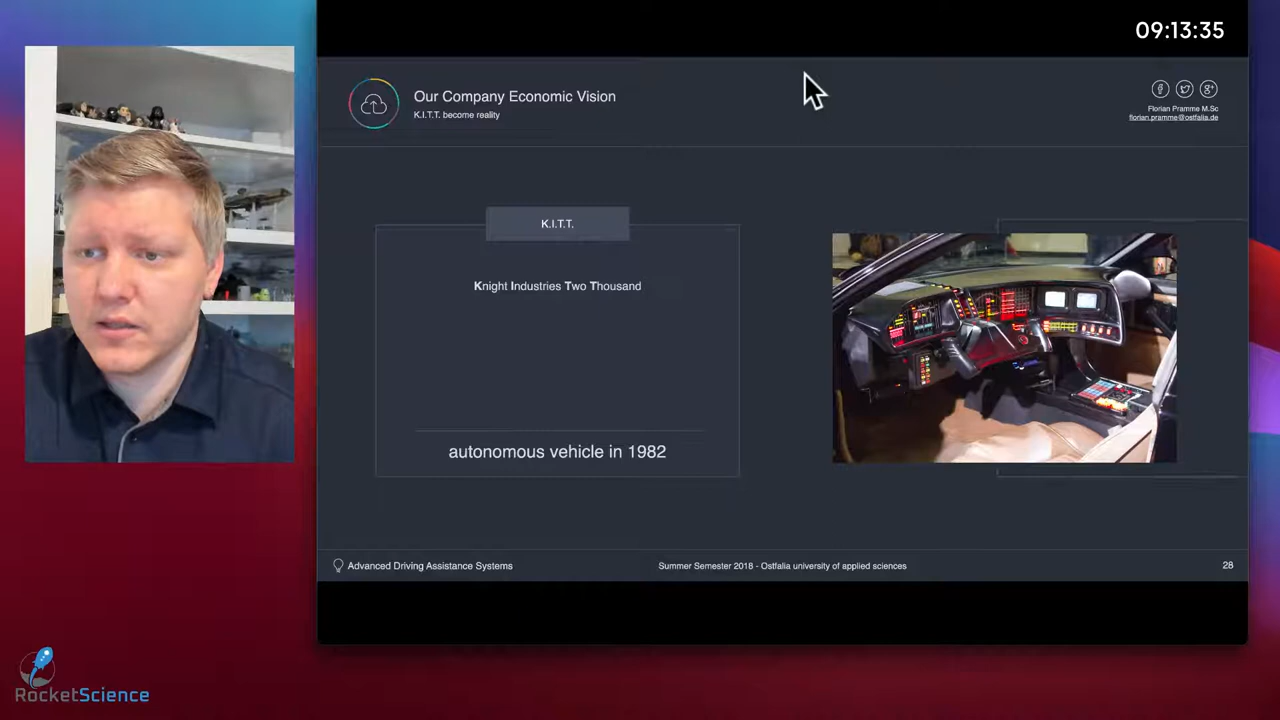 09:13:35
Our Company Economic Vision
K.I.T.T. become reality
Florian Pramme M.Sc
florian.pramme@ostfalia.de
K.I.T.T.
Knight Industries Two Thousand
autonomous vehicle in 1982
Advanced Driving Assistance Systems
Summer Semester 2018 - Ostfalia university of applied sciences
28
RocketScience